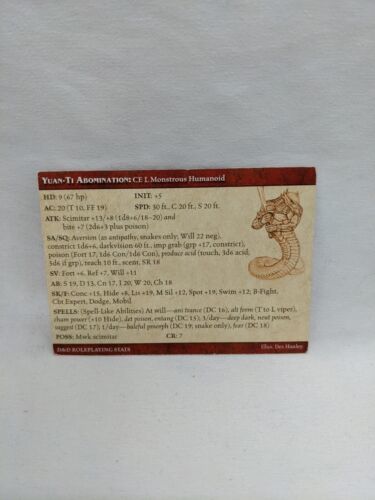 YUAN-TI ABOMINATION: CE L Monstrous Humanoid
HD: 9 (67 hp) INIT: +5
AC: 20 (T 10, FF 19) SPD: 30 ft., C 20 ft., S 20 ft.
ATK: Scimitar +13/+8 (1d8+6/18–20) and
bite +7 (2d6+3 plus poison)
SA/SQ: Aversion (as antipathy, snakes only; Will 22 neg),
constrict 1d6+6, darkvision 60 ft., imp grab (grp +17, constrict),
poison (Fort 17, 1d6 Con/1d6 Con), produce acid (touch, 3d6 acid;
5d6 if grp), reach 10 ft., scent, SR 18
SV: Fort +6, Ref +7, Will +11
AB: S 19, D 13, Cn 17, I 20, W 20, Ch 18
SK/F: Conc +15, Hide +8, Lis +19, M Sil +12, Spot +19, Swim +12; B-Fight,
Cbt Expert, Dodge, Mobil
SPELLS: (Spell-Like Abilities) At will—ani trance (DC 16), alt form (T to L viper),
cham power (+10 Hide), det poison, entang (DC 15); 3/day—deep dark, neut poison,
suggest (DC 17); 1/day—baleful polymorph (DC 19; snake only), fear (DC 18)
POSS: Mwk scimitar CR: 7
D&D ROLEPLAYING STATS Illus. Des Hanley